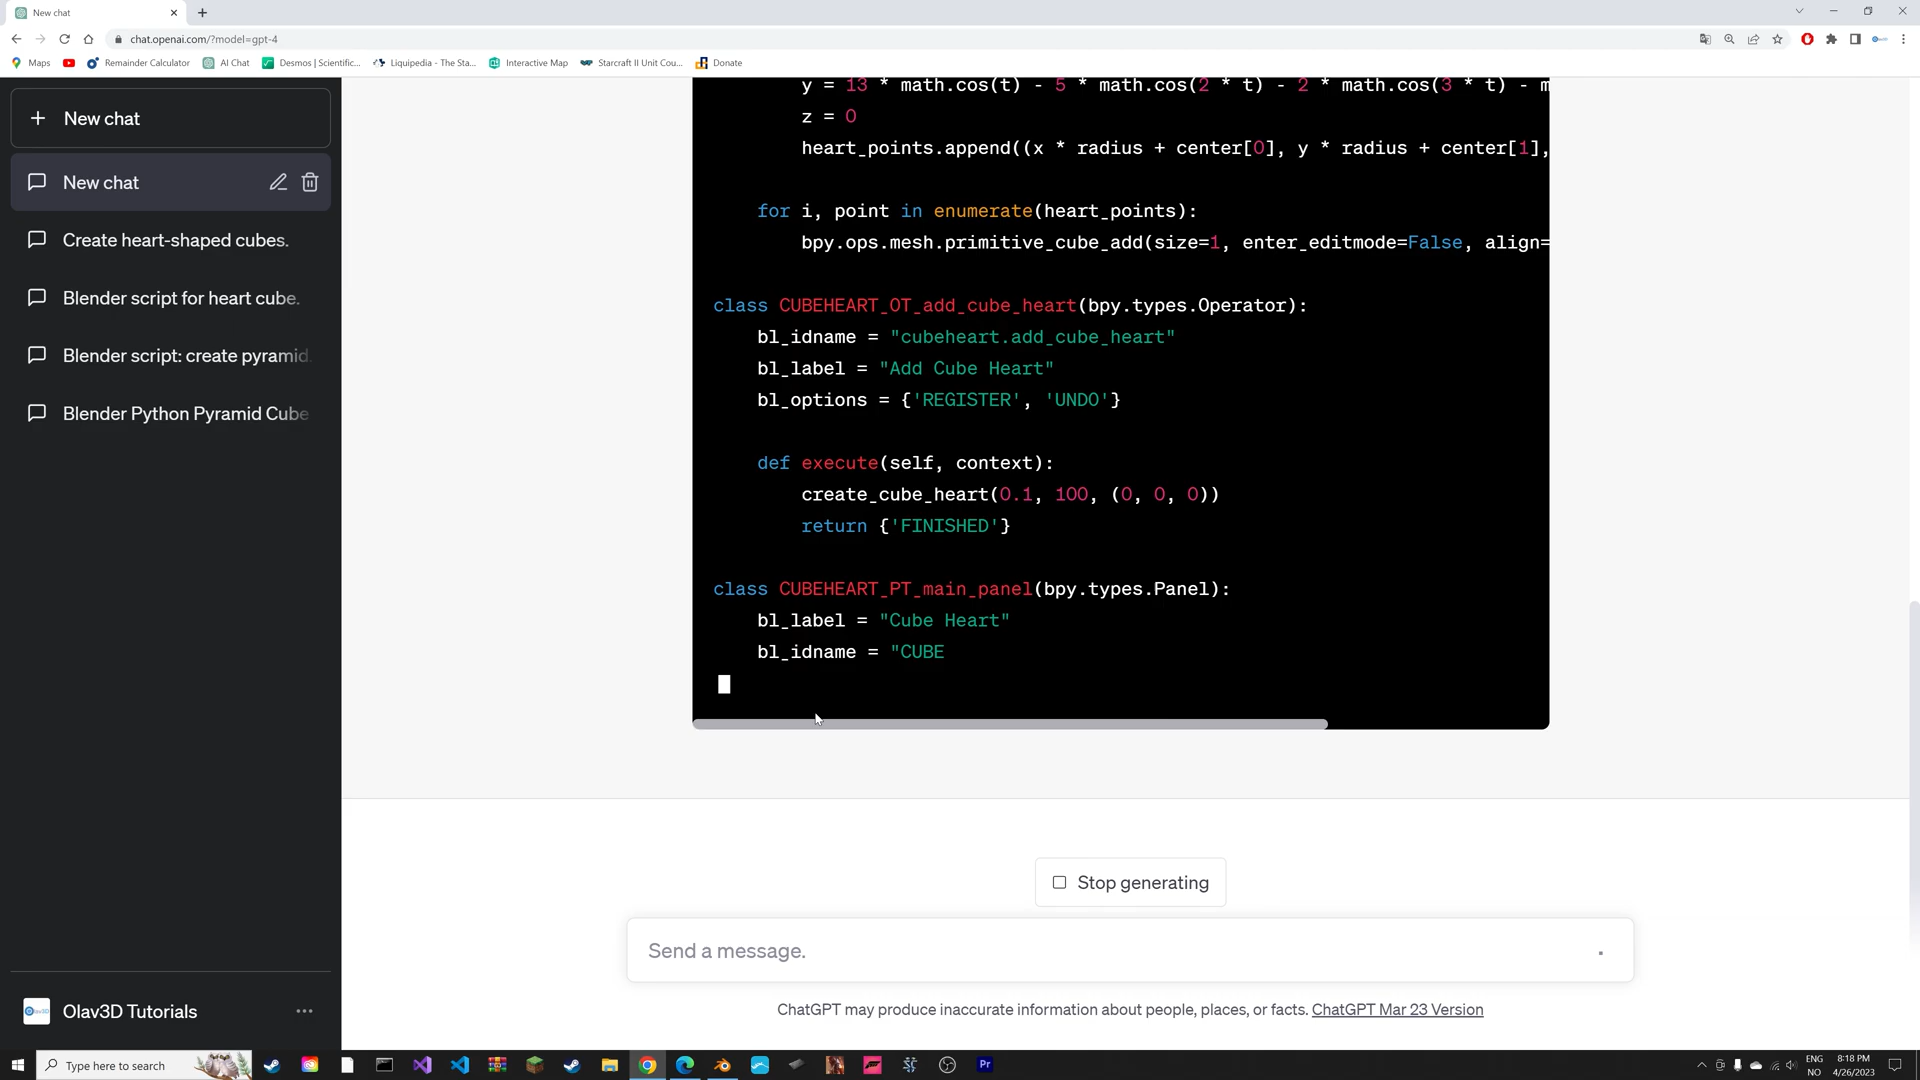 New chat
chat.openai.com/?model=gpt-4
Maps
Remainder Calculator
AI Chat
Desmos | Scientific...
Liquipedia - The Sta...
Interactive Map
Starcraft II Unit Cou...
Donate
New chat
New chat
Create heart-shaped cubes.
Blender script for heart cube.
Blender script: create pyramid.
Blender Python Pyramid Cube
y = 13 * math.cos(t) - 5 * math.cos(2 * t) - 2 * math.cos(3 * t) - m
z = 0
heart_points.append((x * radius + center[0], y * radius + center[1],
for i, point in enumerate(heart_points):
bpy.ops.mesh.primitive_cube_add(size=1, enter_editmode=False, align=
class CUBEHEART_OT_add_cube_heart(bpy.types.Operator):
bl_idname = "cubeheart.add_cube_heart"
bl_label = "Add Cube Heart"
bl_options = {'REGISTER', 'UNDO'}
def execute(self, context):
create_cube_heart(0.1, 100, (0, 0, 0))
return {'FINISHED'}
class CUBEHEART_PT_main_panel(bpy.types.Panel):
bl_label = "Cube Heart"
bl_idname = "CUBE
Stop generating
Send a message.
ChatGPT may produce inaccurate information about people, places, or facts. ChatGPT Mar 23 Version
Olav3D Tutorials
Type here to search
Pr
ENG
NO
8:18 PM
4/26/2023